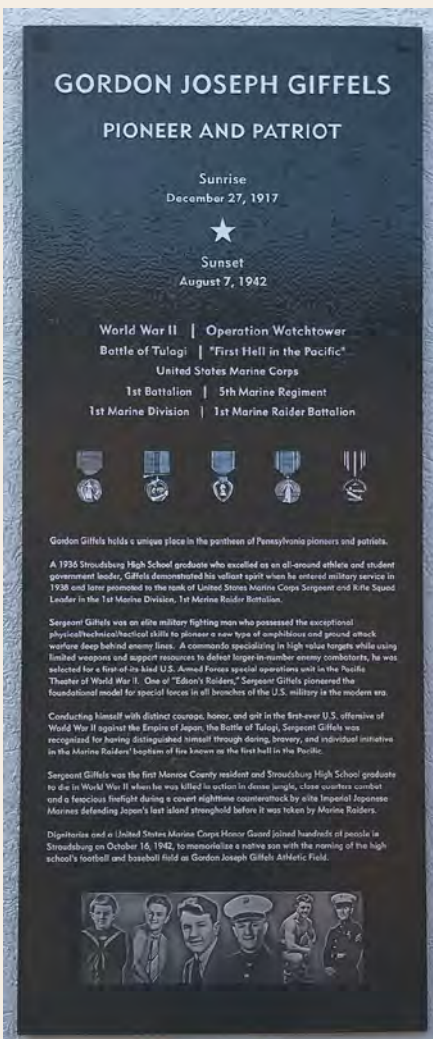 GORDON JOSEPH GIFFELS
PIONEER AND PATRIOT
Sunrise
December 27, 1917
Sunset
August 7, 1942
World War II | Operation Watchtower
Battle of Tulagi | "First Hell in the Pacific"
United States Marine Corps
1st Battalion | 5th Marine Regiment
1st Marine Division | 1st Marine Raider Battalion
Gordon Giffels holds a unique place in the pantheon of Pennsylvania pioneers and patriots.
A 1936 Stroudsburg High School graduate who excelled as an all-around athlete and student
government leader, Giffels demonstrated his valiant spirit when he entered military service in
1938 and later promoted to the rank of United States Marine Corps Sergeant and Rifle Squad
Leader in the 1st Marine Division, 1st Marine Raider Battalion.
Sergeant Giffels was an elite military fighting man who possessed the exceptional
physical/technical/tactical skills to pioneer a new type of amphibious and ground attack
warfare deep behind enemy lines. A commando specializing in high value targets while using
limited weapons and support resources to defeat larger-in-number enemy combatants, he was
selected for a first-of-its-kind U.S. Armed Forces special operations unit in the Pacific
Theater of World War II. One of "Edson's Raiders," Sergeant Giffels pioneered the
foundational model for special forces in all branches of the U.S. military in the modern era.
Conducting himself with distinct courage, honor, and grit in the first-ever U.S. offensive of
World War II against the Empire of Japan, the Battle of Tulagi, Sergeant Giffels was
recognized for having distinguished himself through daring, bravery, and individual initiative
in the Marine Raiders' baptism of fire known as the first hell in the Pacific.
Sergeant Giffels was the first Monroe County resident and Stroudsburg High School graduate
to die in World War II when he was killed in action in dense jungle, close quarters combat
and a ferocious firefight during a covert nighttime counterattack by elite Imperial Japanese
Marines defending Japan's last island stronghold before it was taken by Marine Raiders.
Dignitaries and a United States Marine Corps Honor Guard joined hundreds of people in
Stroudsburg on October 16, 1942, to memorialize a native son with the naming of the high
school's football and baseball field as Gordon Joseph Giffels Athletic Field.